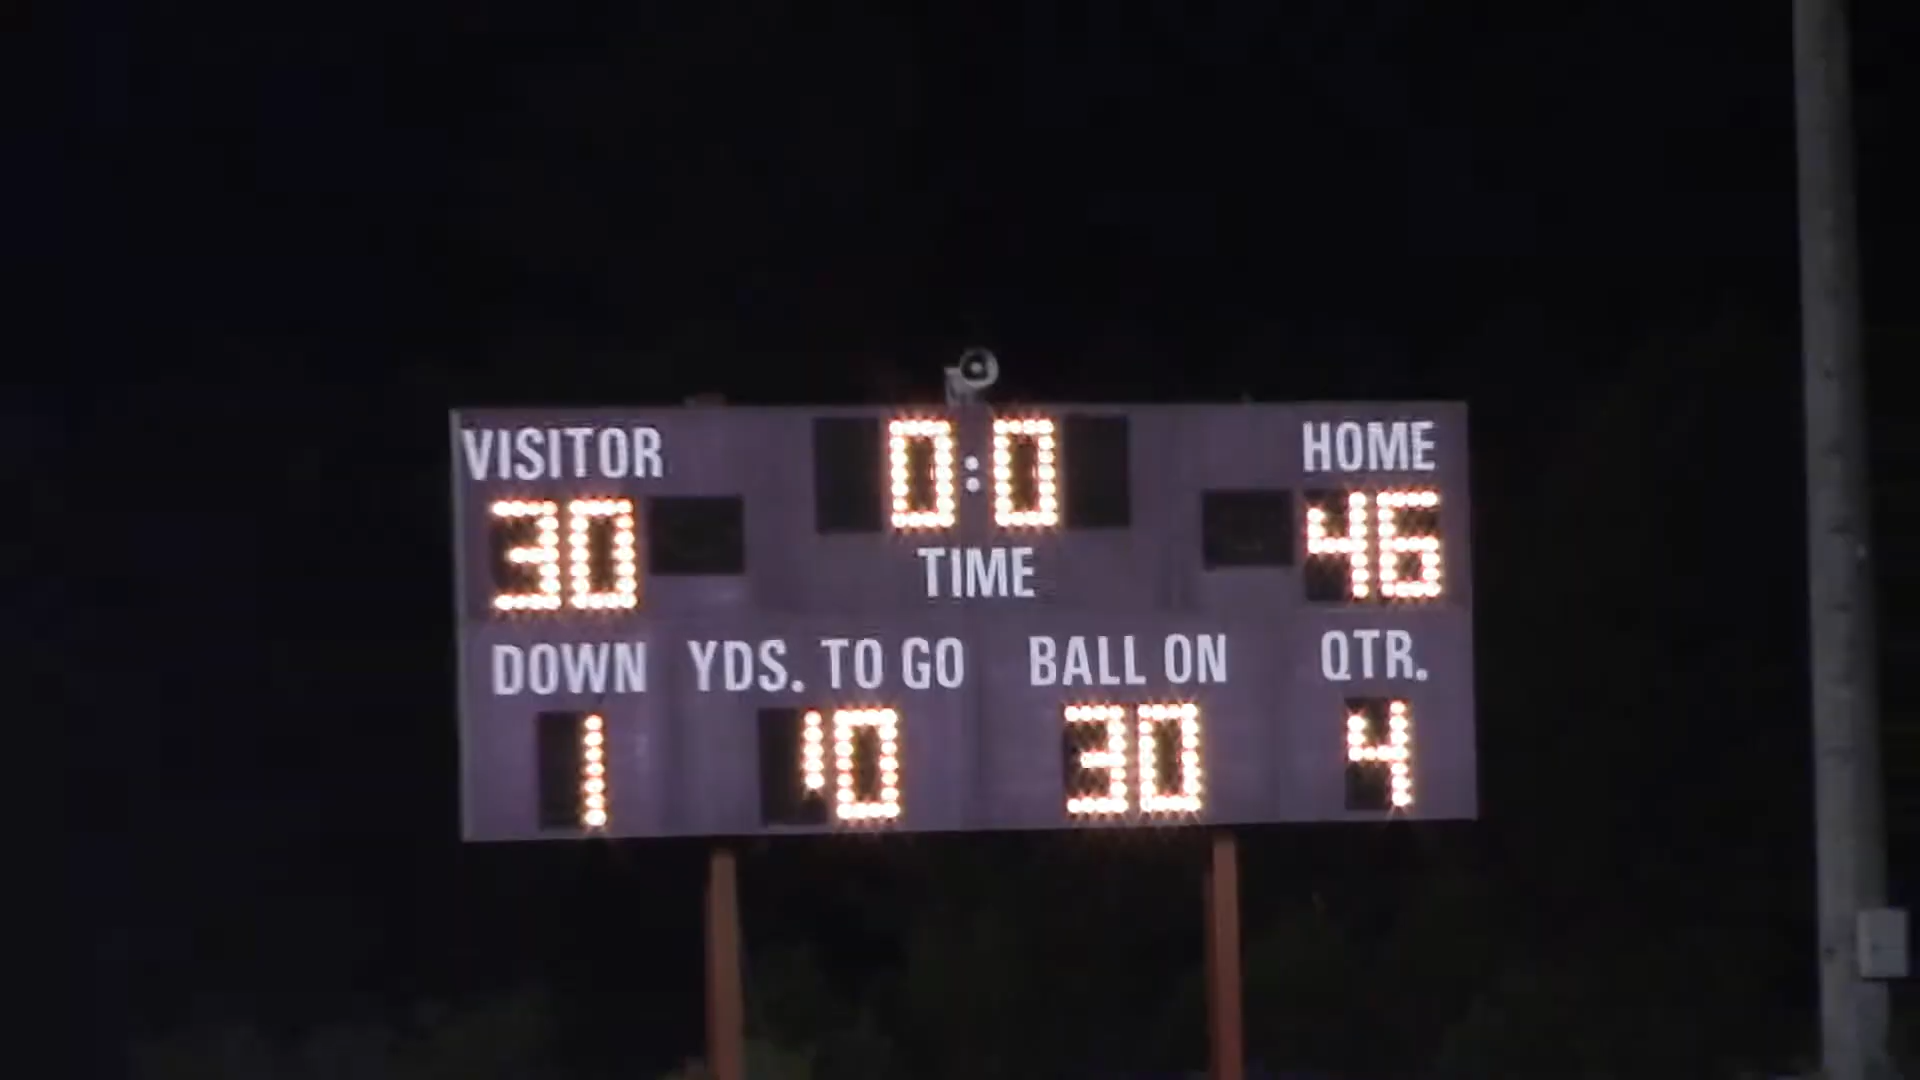 VISITOR 0:0 HOME
30 TIME 46
DOWN YDS. TO GO BALL ON QTR.
1 10 30 4